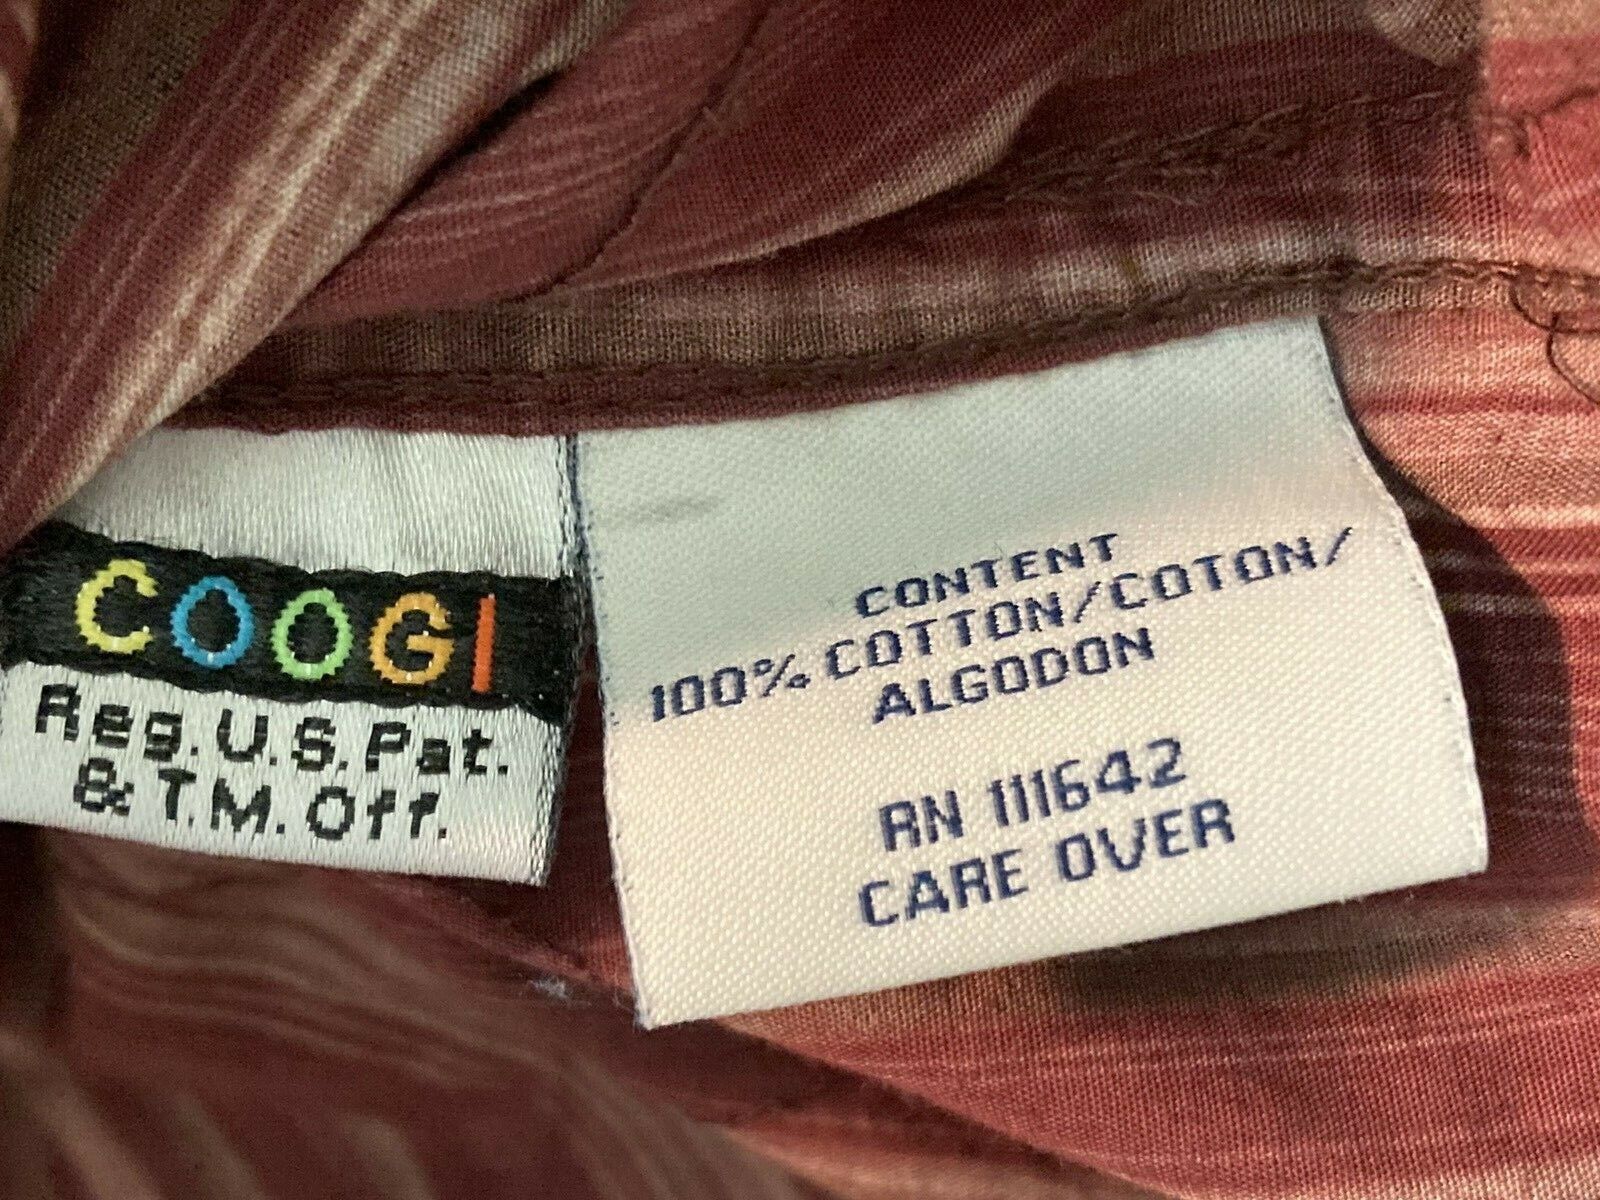 COOGI
Reg. U.S. Pat.
& T.M. Off.
CONTENT
100% COTTON/COTON/
ALGODON
RN 111642
CARE OVER